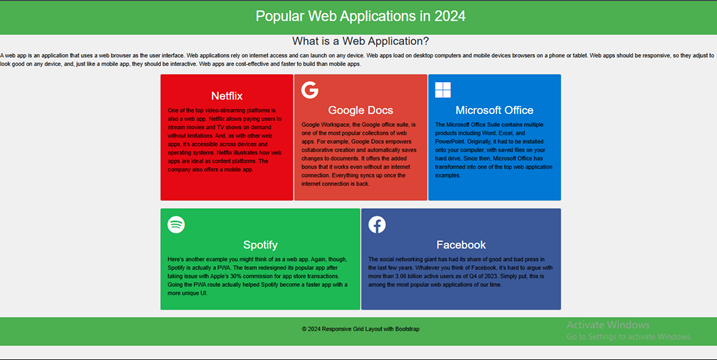 Popular Web Applications in 2024
What is a Web Application?
A web app is an application that uses a web browser as the user interface. Web applications rely on internet access and can launch on any device. Web apps load on desktop computers and mobile devices browsers on a phone or tablet. Web apps should be responsive, so they adjust to
look good on any device, and, just like a mobile app, they should be interactive. Web apps are cost-effective and faster to build than mobile apps.
Netflix
One of the top video-streaming platforms is
also a web app. Netflix allows paying users to
stream movies and TV shows on demand
without limitations. And, as with other web
apps, it's accessible across devices and
operating systems. Netflix illustrates how web
apps are ideal as content platforms. The
company also offers a mobile app.
Google Docs
Google Workspace, the Google office suite, is
one of the most popular collections of web
apps. For example, Google Docs empowers
collaborative creation and automatically saves
changes to documents. It offers the added
bonus that it works even without an internet
connection. Everything syncs up once the
internet connection is back.
Microsoft Office
The Microsoft Office Suite contains multiple
products including Word, Excel, and
PowerPoint. Originally, it had to be installed
onto your computer, with saved files on your
hard drive. Since then, Microsoft Office has
transformed into one of the top web application
examples.
Spotify
Here's another example you might think of as a web app. Again, though,
Spotify is actually a PWA. The team redesigned its popular app after
taking issue with Apple's 30% commission for app store transactions.
Going the PWA route actually helped Spotify become a faster app with a
more unique UI.
Facebook
The social networking giant has had its share of good and bad press in
the last few years. Whatever you think of Facebook, it's hard to argue with
more than 3.06 billion active users as of Q4 of 2023. Simply put, this is
among the most popular web applications of our time.
© 2024 Responsive Grid Layout with Bootstrap
Activate Windows
Go to Settings to activate Windows.